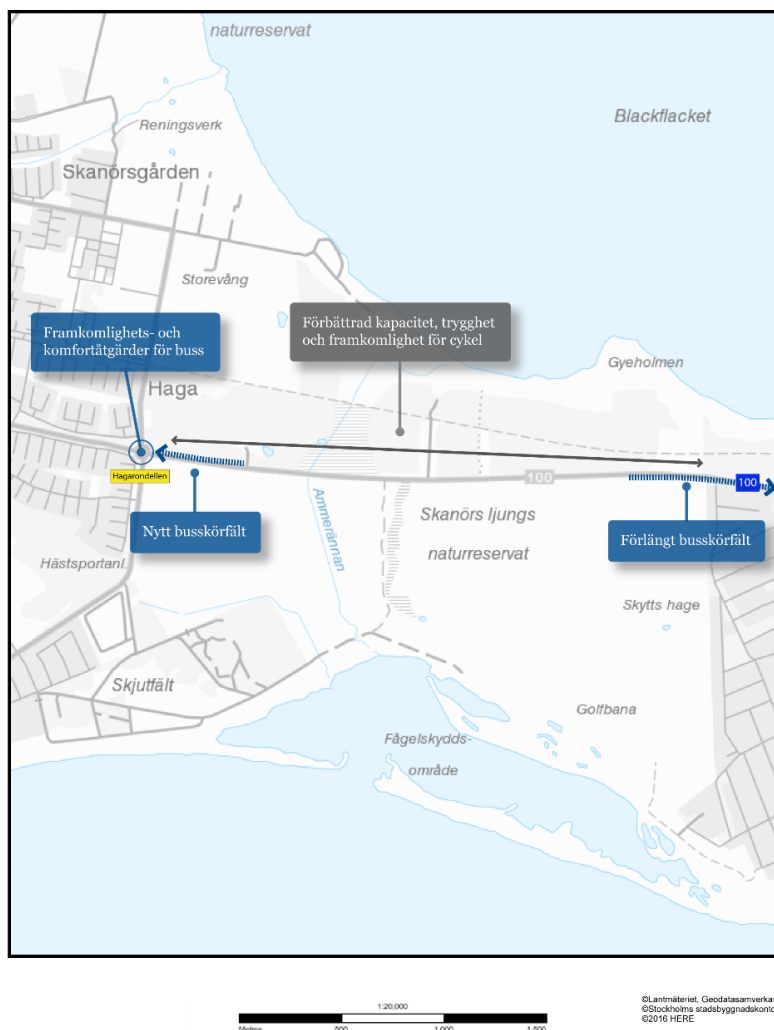 naturreservat
Blackflacket
Reningsverk
Skanörsgården
Storevång
Förbättrad kapacitet, trygghet
och framkomlighet för cykel
Framkomlighets- och
komfortåtgärder för buss
Gyeholmen
Haga
Hagarondellen
100
100
Nytt busskörfält
Ammerännan
Skanörs ljungs
naturreservat
Förlängt busskörfält
Hästsportanl.
Skytts hage
Skjutfält
Golfbana
Fågelskydds-
område
1:20,000
Metres 500 1,000 1,500
©Lantmäteriet, Geodatasamverkan
©Stockholms stadsbyggnadskontor
©2016 HERE